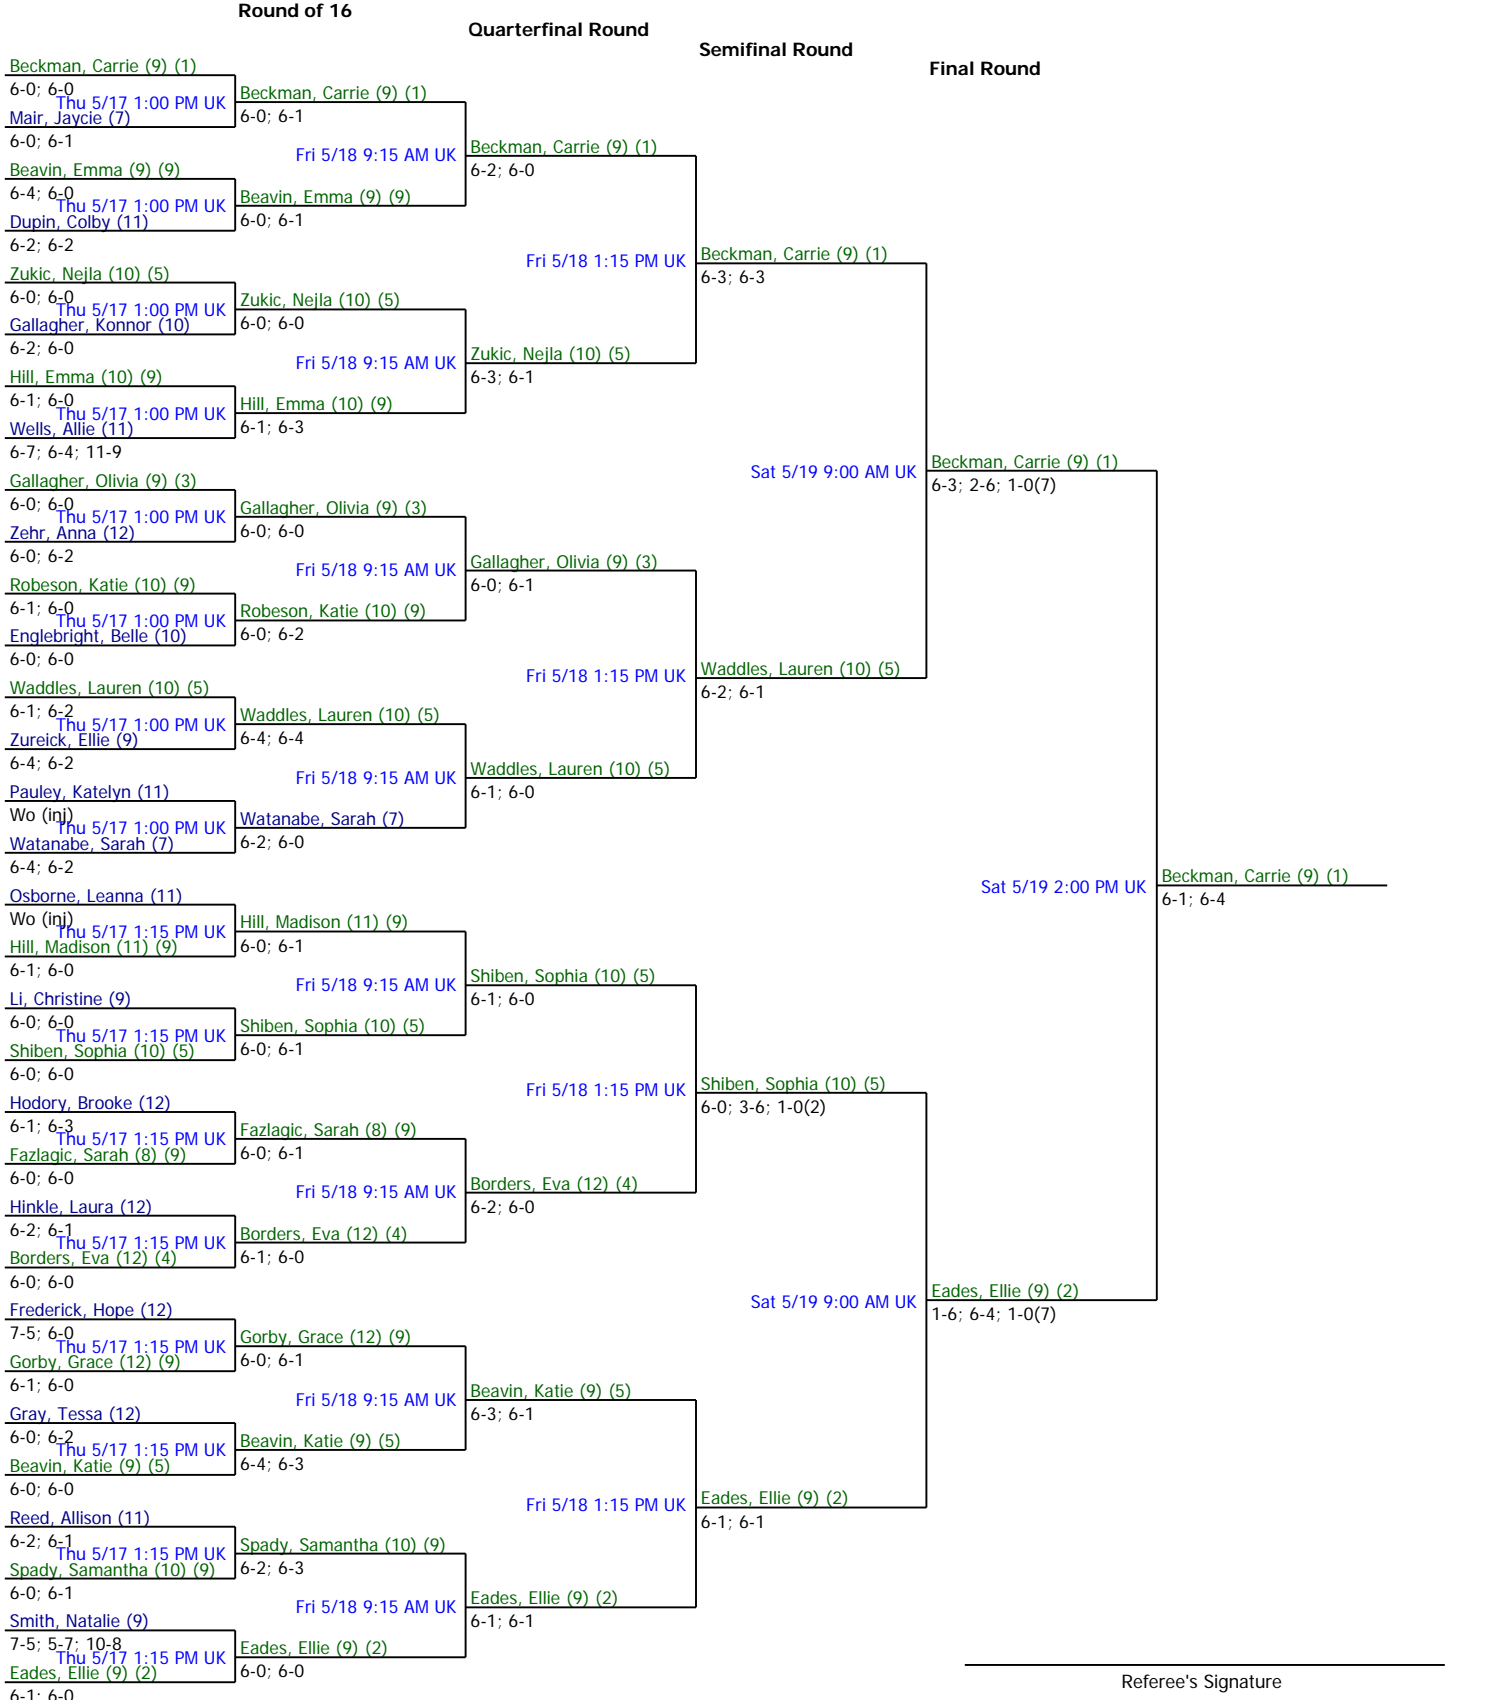 Round of 16
Quarterfinal Round
Semifinal Round
Final Round
Beckman, Carrie (9) (1)
6-0; 6-0
Thu 5/17 1:00 PM UK
Mair, Jaycie (7)
6-0; 6-1
Beavin, Emma (9) (9)
6-4; 6-0
Thu 5/17 1:00 PM UK
Dupin, Colby (11)
6-2; 6-2
Zukic, Nejla (10) (5)
6-0; 6-0
Thu 5/17 1:00 PM UK
Gallagher, Konnor (10)
6-2; 6-0
Hill, Emma (10) (9)
6-1; 6-0
Thu 5/17 1:00 PM UK
Wells, Allie (11)
6-7; 6-4; 11-9
Gallagher, Olivia (9) (3)
6-0; 6-0
Thu 5/17 1:00 PM UK
Zehr, Anna (12)
6-0; 6-2
Robeson, Katie (10) (9)
6-1; 6-0
Thu 5/17 1:00 PM UK
Englebright, Belle (10)
6-0; 6-0
Waddles, Lauren (10) (5)
6-1; 6-2
Thu 5/17 1:00 PM UK
Zureick, Ellie (9)
6-4; 6-2
Pauley, Katelyn (11)
Wo (inj)
Thu 5/17 1:00 PM UK
Watanabe, Sarah (7)
6-4; 6-2
Osborne, Leanna (11)
Wo (inj)
Thu 5/17 1:15 PM UK
Hill, Madison (11) (9)
6-1; 6-0
Li, Christine (9)
6-0; 6-0
Thu 5/17 1:15 PM UK
Shiben, Sophia (10) (5)
6-0; 6-0
Hodory, Brooke (12)
6-1; 6-3
Thu 5/17 1:15 PM UK
Fazlagic, Sarah (8) (9)
6-0; 6-0
Hinkle, Laura (12)
6-2; 6-1
Thu 5/17 1:15 PM UK
Borders, Eva (12) (4)
6-0; 6-0
Frederick, Hope (12)
7-5; 6-0
Thu 5/17 1:15 PM UK
Gorby, Grace (12) (9)
6-1; 6-0
Gray, Tessa (12)
6-0; 6-2
Thu 5/17 1:15 PM UK
Beavin, Katie (9) (5)
6-0; 6-0
Reed, Allison (11)
6-2; 6-1
Thu 5/17 1:15 PM UK
Spady, Samantha (10) (9)
6-0; 6-1
Smith, Natalie (9)
7-5; 5-7; 10-8
Thu 5/17 1:15 PM UK
Eades, Ellie (9) (2)
6-1; 6-0
Beckman, Carrie (9) (1)
6-0; 6-1
Fri 5/18 9:15 AM UK
Beavin, Emma (9) (9)
6-0; 6-1
Zukic, Nejla (10) (5)
6-0; 6-0
Fri 5/18 9:15 AM UK
Hill, Emma (10) (9)
6-1; 6-3
Gallagher, Olivia (9) (3)
6-0; 6-0
Fri 5/18 9:15 AM UK
Robeson, Katie (10) (9)
6-0; 6-2
Waddles, Lauren (10) (5)
6-4; 6-4
Fri 5/18 9:15 AM UK
Watanabe, Sarah (7)
6-2; 6-0
Hill, Madison (11) (9)
6-0; 6-1
Fri 5/18 9:15 AM UK
Shiben, Sophia (10) (5)
6-0; 6-1
Fazlagic, Sarah (8) (9)
6-0; 6-1
Fri 5/18 9:15 AM UK
Borders, Eva (12) (4)
6-1; 6-0
Gorby, Grace (12) (9)
6-0; 6-1
Fri 5/18 9:15 AM UK
Beavin, Katie (9) (5)
6-4; 6-3
Spady, Samantha (10) (9)
6-2; 6-3
Fri 5/18 9:15 AM UK
Eades, Ellie (9) (2)
6-0; 6-0
Beckman, Carrie (9) (1)
6-2; 6-0
Fri 5/18 1:15 PM UK
Zukic, Nejla (10) (5)
6-3; 6-1
Gallagher, Olivia (9) (3)
6-0; 6-1
Fri 5/18 1:15 PM UK
Waddles, Lauren (10) (5)
6-1; 6-0
Shiben, Sophia (10) (5)
6-1; 6-0
Fri 5/18 1:15 PM UK
Borders, Eva (12) (4)
6-2; 6-0
Beavin, Katie (9) (5)
6-3; 6-1
Fri 5/18 1:15 PM UK
Eades, Ellie (9) (2)
6-1; 6-1
Beckman, Carrie (9) (1)
6-3; 6-3
Sat 5/19 9:00 AM UK
Waddles, Lauren (10) (5)
6-2; 6-1
Shiben, Sophia (10) (5)
6-0; 3-6; 1-0(2)
Sat 5/19 9:00 AM UK
Eades, Ellie (9) (2)
6-1; 6-1
Beckman, Carrie (9) (1)
6-3; 2-6; 1-0(7)
Sat 5/19 2:00 PM UK
Eades, Ellie (9) (2)
1-6; 6-4; 1-0(7)
Beckman, Carrie (9) (1)
6-1; 6-4
Referee's Signature